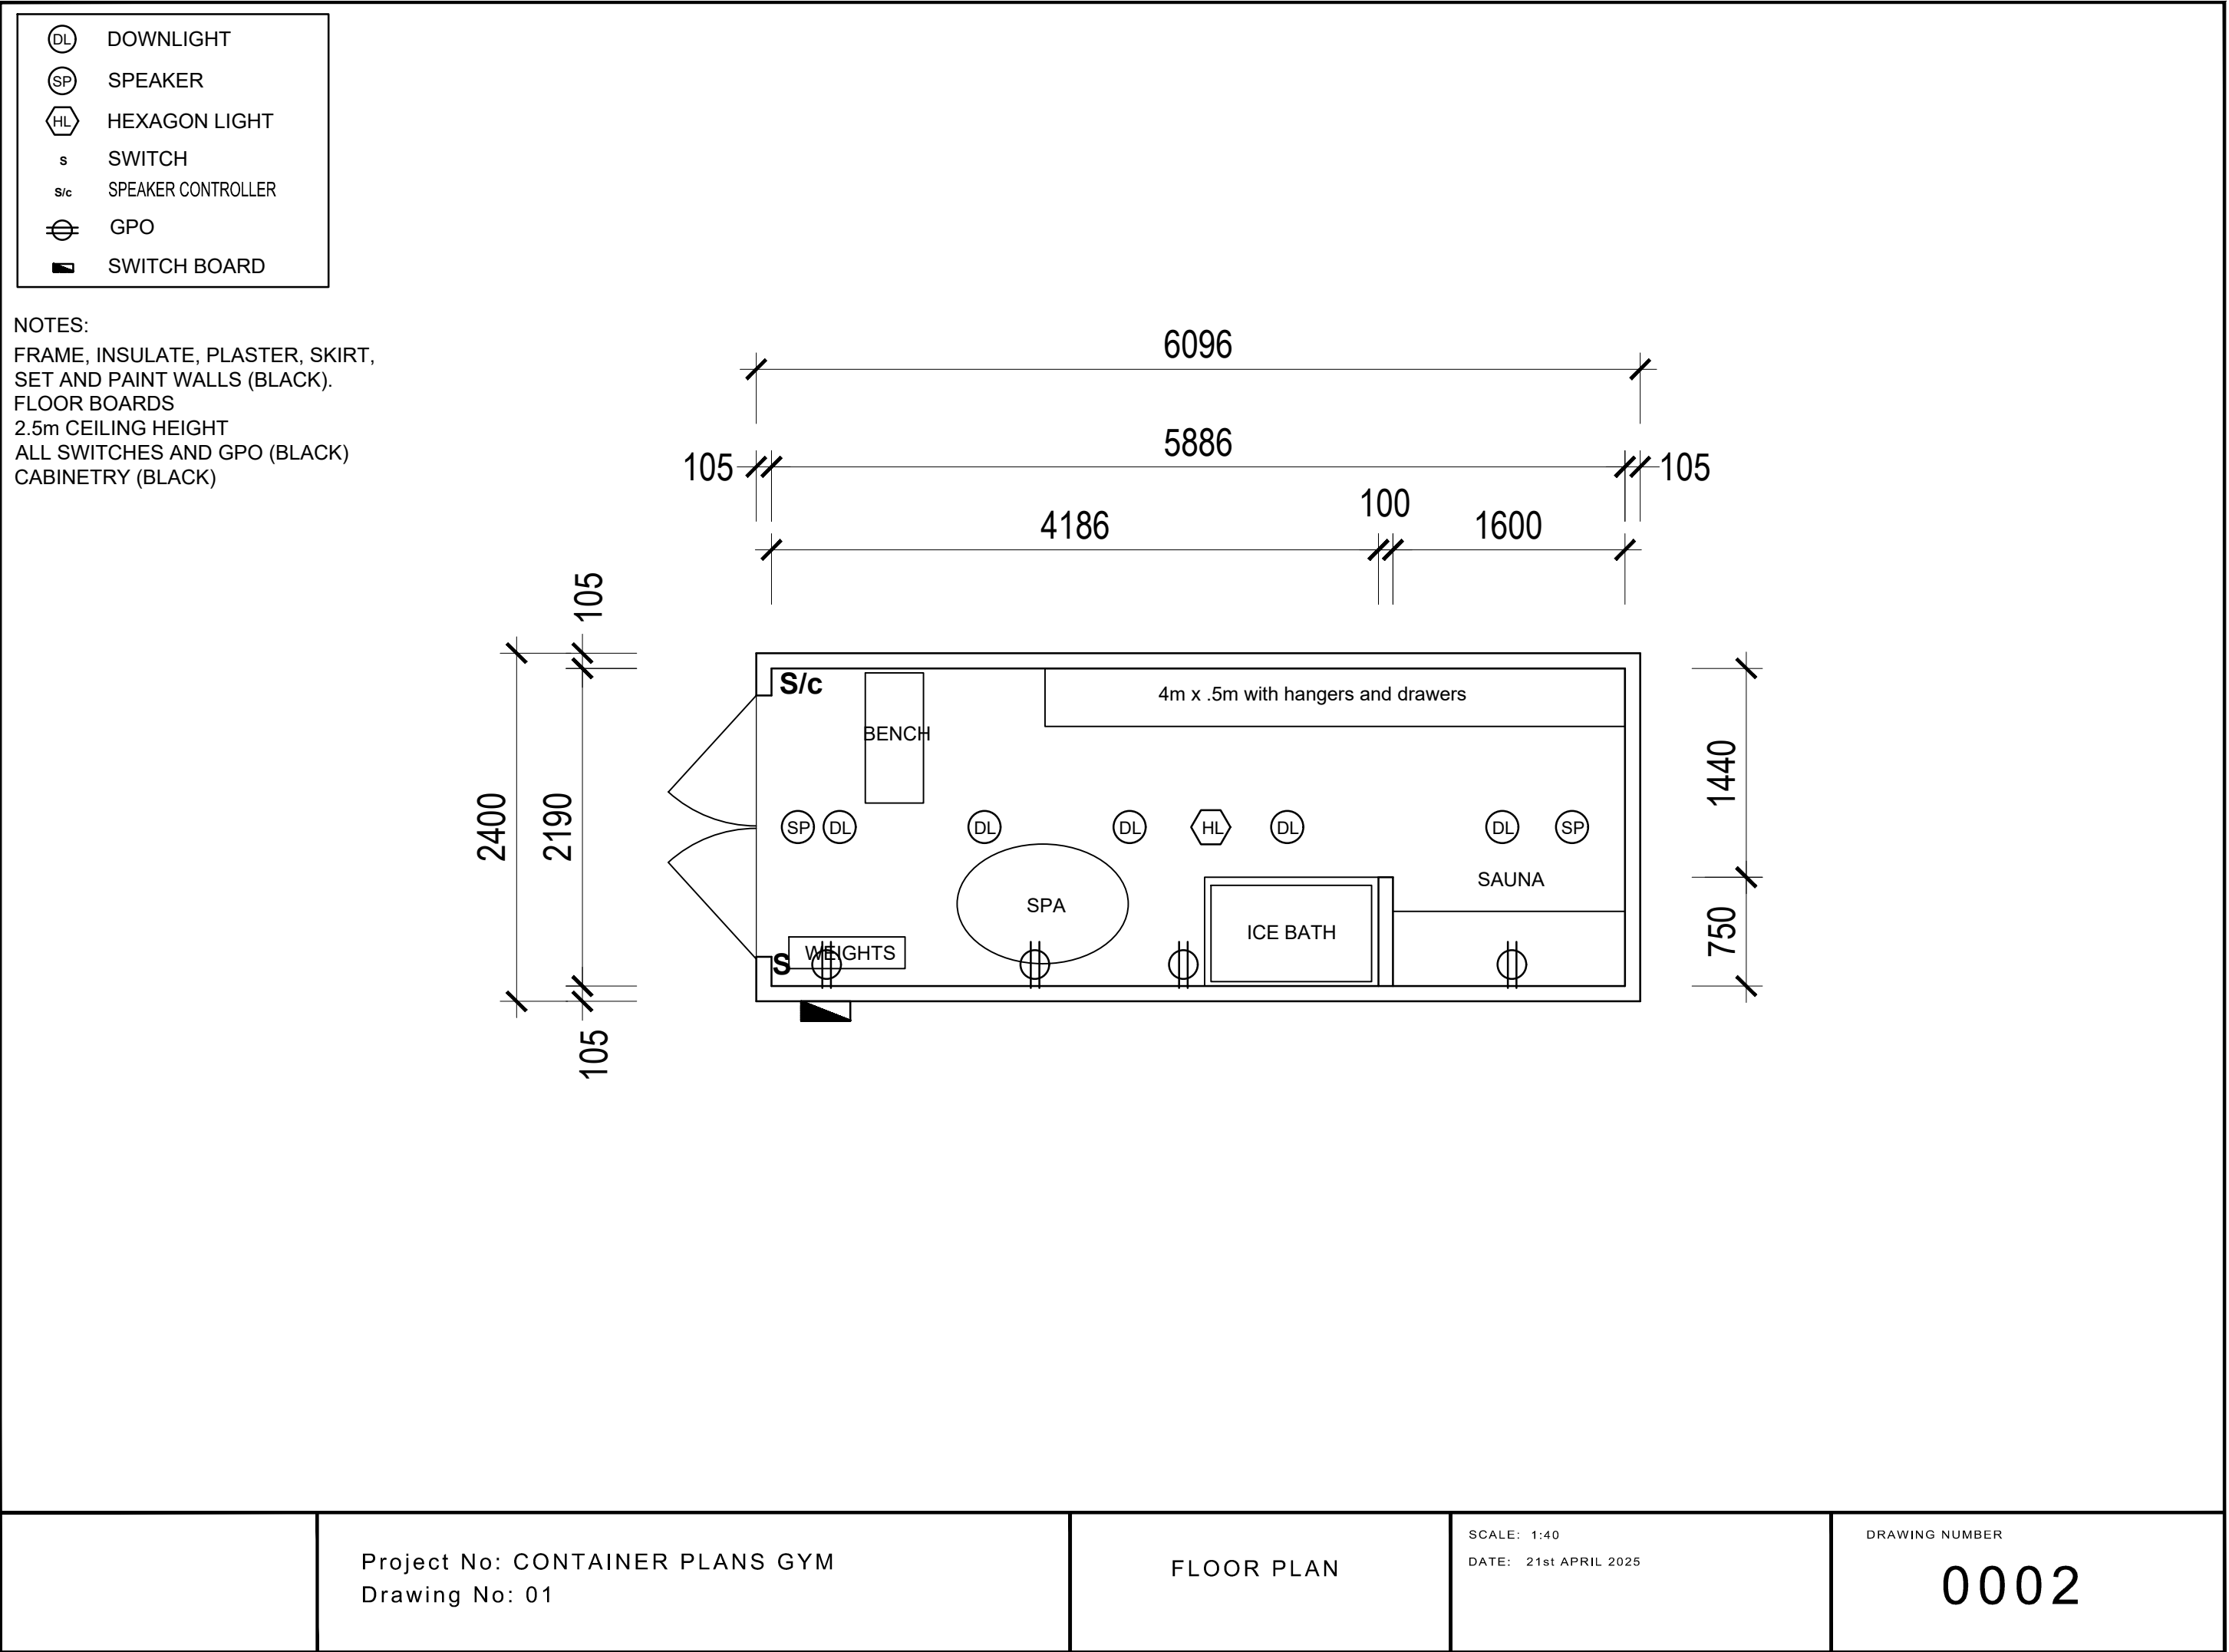 DL DOWNLIGHT
SP SPEAKER
HL HEXAGON LIGHT
S SWITCH
S/c SPEAKER CONTROLLER
GPO
SWITCH BOARD
NOTES:
FRAME, INSULATE, PLASTER, SKIRT,
SET AND PAINT WALLS (BLACK).
FLOOR BOARDS
2.5m CEILING HEIGHT
ALL SWITCHES AND GPO (BLACK)
CABINETRY (BLACK)
6096
105 5886 105
4186 100 1600
105
2400
2190
105
1440
750
S/c
BENCH
4m x .5m with hangers and drawers
SP DL DL DL HL DL DL SP
SAUNA
SPA
ICE BATH
WEIGHTS
S
Project No: CONTAINER PLANS GYM
Drawing No: 01
FLOOR PLAN
SCALE: 1:40
DATE: 21st APRIL 2025
DRAWING NUMBER
0002